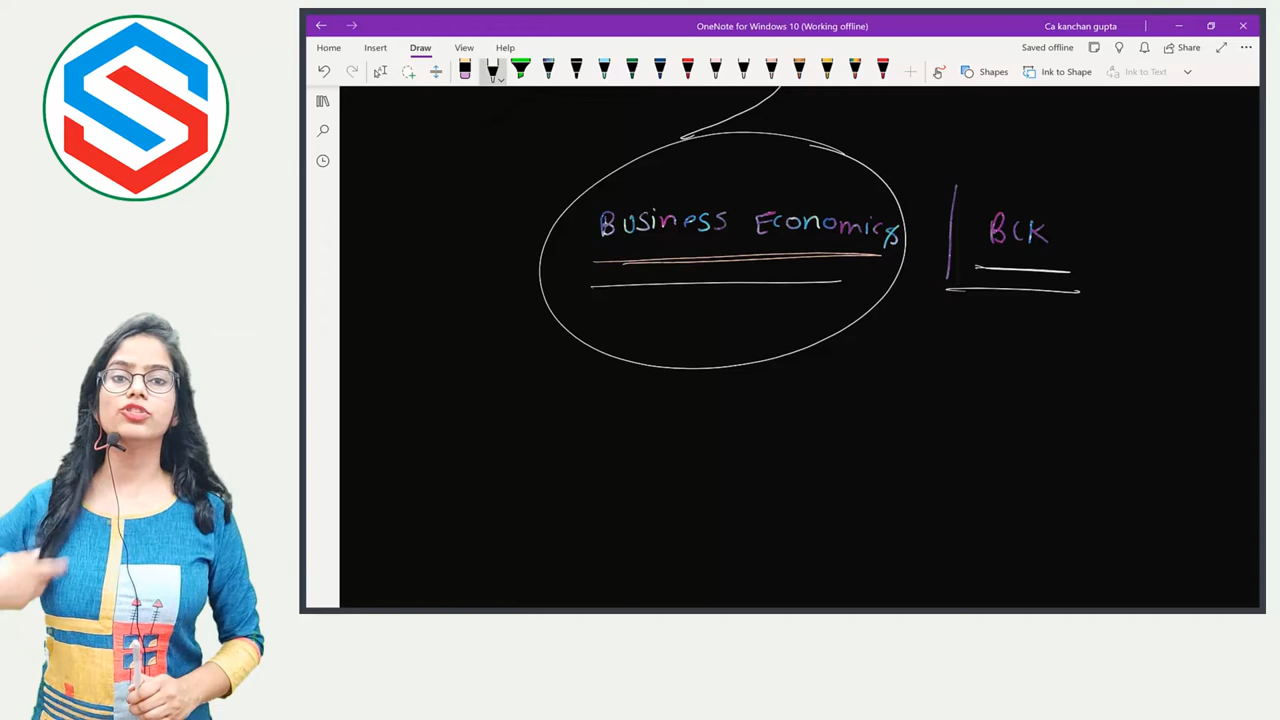 OneNote for Windows 10 (Working offline)
Ca kanchan gupta
Home Insert Draw View Help
Saved offline
Share
Shapes
Ink to Shape
Ink to Text
Business Economics
BCK